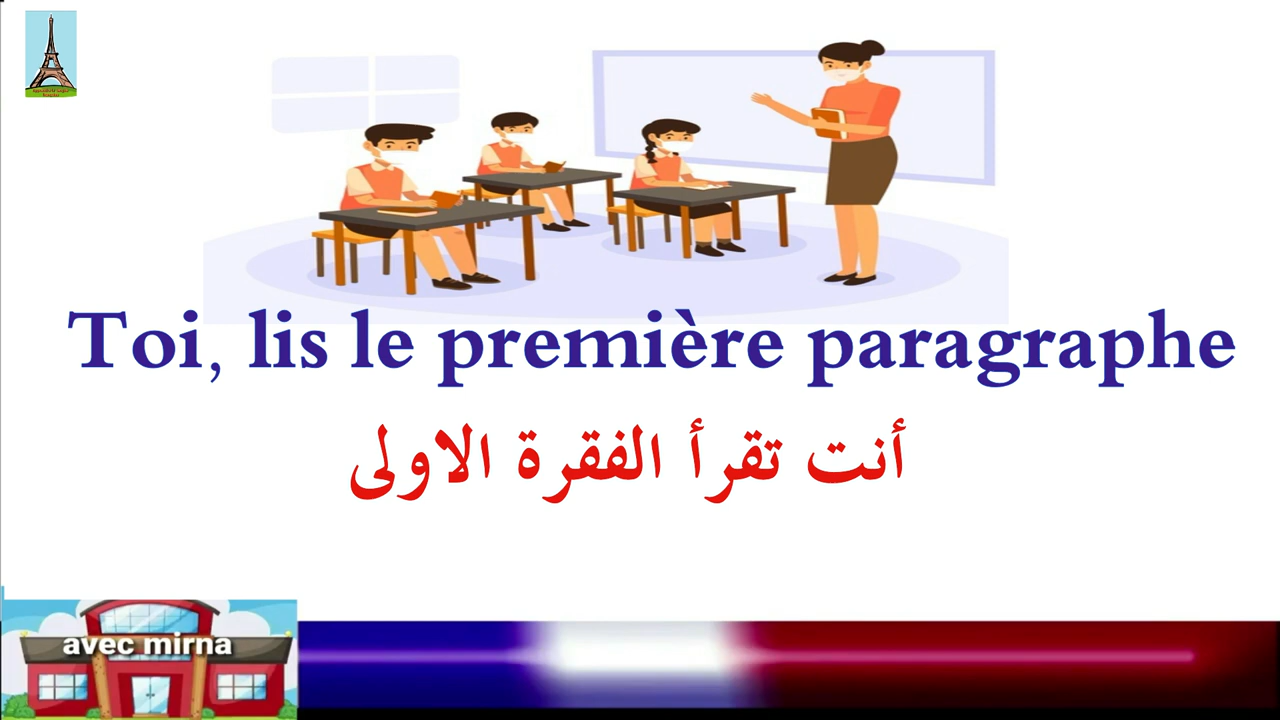 Toi, lis le première paragraphe
أنت تقرأ الفقرة الاولى
avec mirna